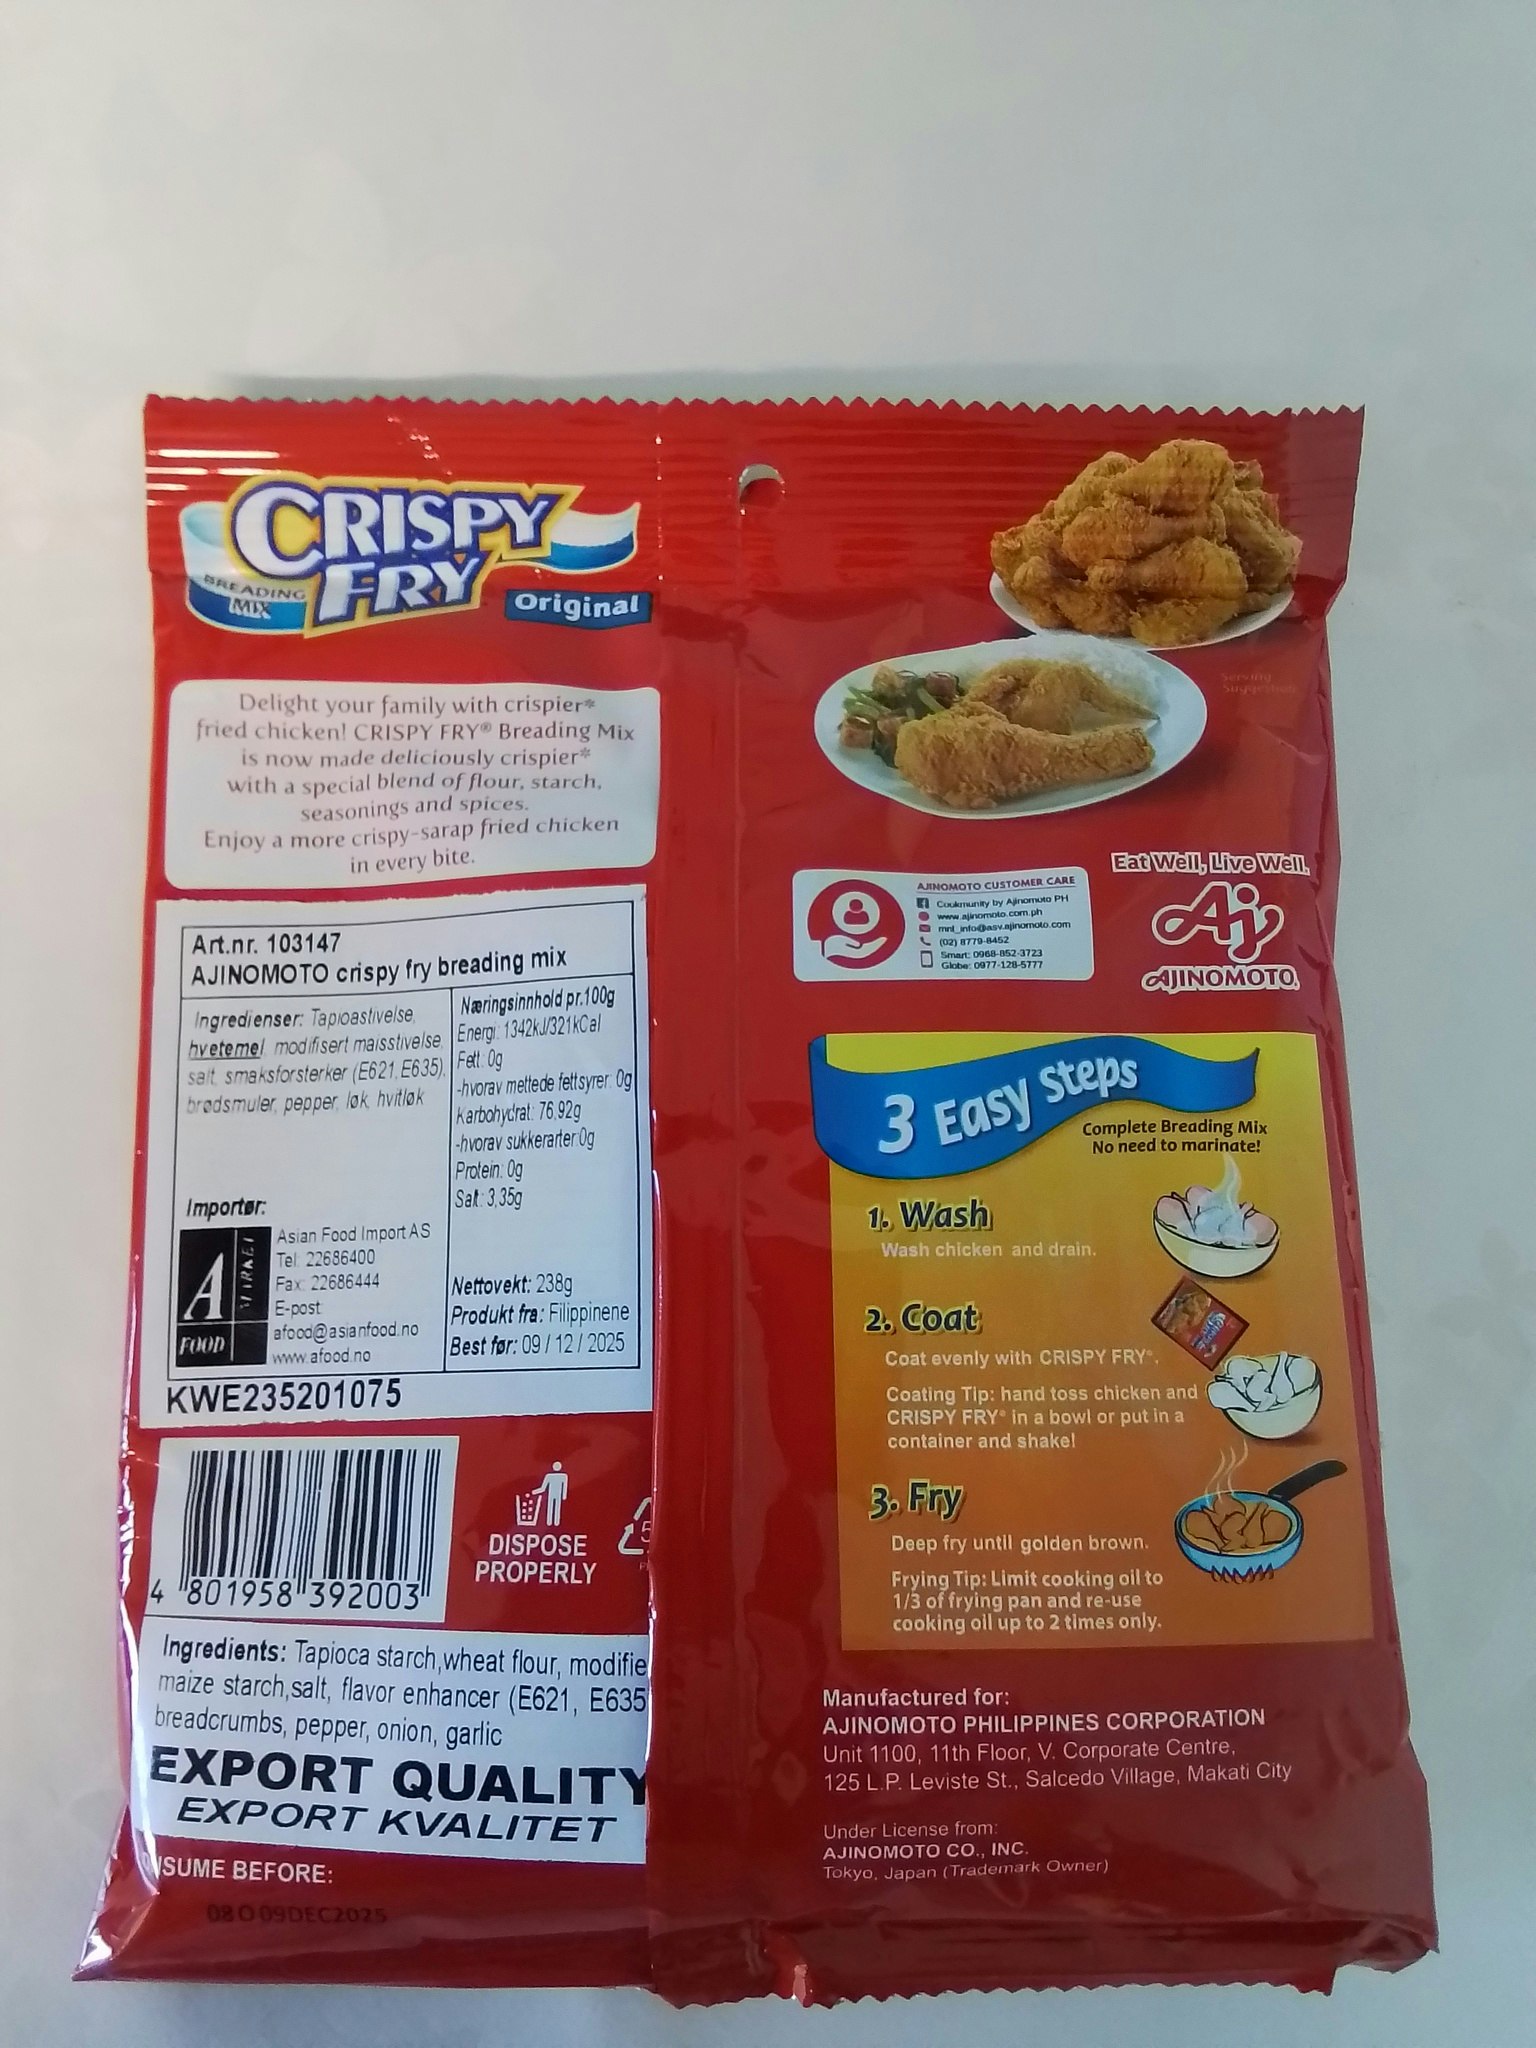 CRISPY
FRY
BREADING
MIX
Original
Delight your family with crispier*
fried chicken! CRISPY FRY® Breading Mix
is now made deliciously crispier*
with a special blend of flour, starch,
seasonings and spices.
Enjoy a more crispy-sarap fried chicken
in every bite.
Art.nr. 103147
AJINOMOTO crispy fry breading mix
Ingredienser: Tapioastivelse,
hvetemel, modifisert maisstivelse,
salt, smaksforsterker (E621, E635),
brødsmuler, pepper, løk, hvitløk
Importør:
A
MARKET
FOOD
Asian Food Import AS
Tel: 22686400
Fax: 22686444
E-post:
afood@asianfood.no
www.afood.no
Næringsinnhold pr.100g
Energi: 1342kJ/321kCal
Fett: 0g
-hvorav mettede fettsyrer: 0g
Karbohydrat: 76,92g
-hvorav sukkerarter:0g
Protein: 0g
Salt: 3,35g
Nettovekt: 238g
Produkt fra: Filippinene
Best før: 09 / 12 / 2025
KWE235201075
4 801958 392003
DISPOSE
PROPERLY
5
Ingredients: Tapioca starch,wheat flour, modifie
maize starch,salt, flavor enhancer (E621, E635
breadcrumbs, pepper, onion, garlic
EXPORT QUALITY
EXPORT KVALITET
NSUME BEFORE:
08O09DEC2025
Serving
Suggestion
AJINOMOTO CUSTOMER CARE
Cookmunity by Ajinomoto PH
www.ajinomoto.com.ph
mnl_info@asv.ajinomoto.com
(02) 8779-8452
Smart: 0968-852-3723
Globe: 0977-128-5777
Eat Well, Live Well.
Aj
AJINOMOTO
3 Easy Steps
Complete Breading Mix
No need to marinate!
1. Wash
Wash chicken and drain.
2. Coat
Coat evenly with CRISPY FRY®.
Coating Tip: hand toss chicken and
CRISPY FRY® in a bowl or put in a
container and shake!
3. Fry
Deep fry until golden brown.
Frying Tip: Limit cooking oil to
1/3 of frying pan and re-use
cooking oil up to 2 times only.
Manufactured for:
AJINOMOTO PHILIPPINES CORPORATION
Unit 1100, 11th Floor, V. Corporate Centre,
125 L.P. Leviste St., Salcedo Village, Makati City
Under License from:
AJINOMOTO CO., INC.
Tokyo, Japan (Trademark Owner)